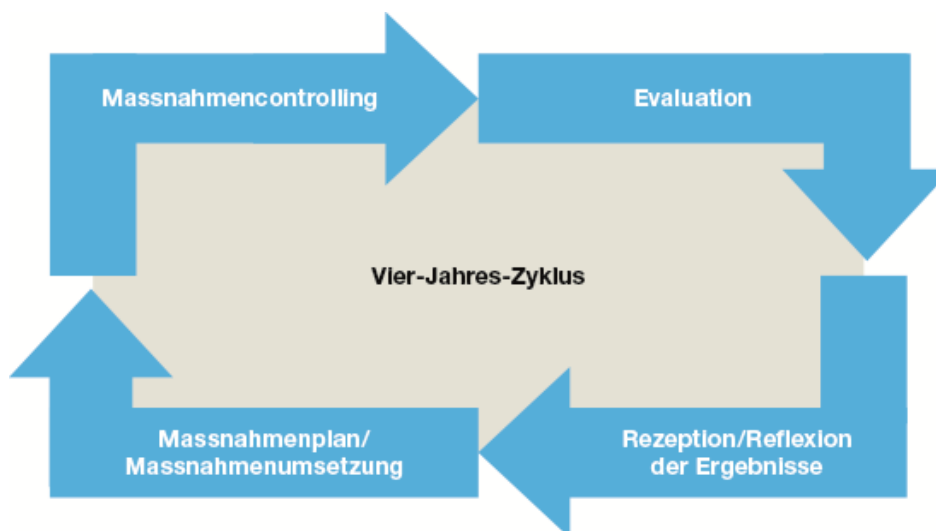 Massnahmencontrolling
Evaluation
Vier-Jahres-Zyklus
Massnahmenplan/
Massnahmenumsetzung
Rezeption/Reflexion
der Ergebnisse